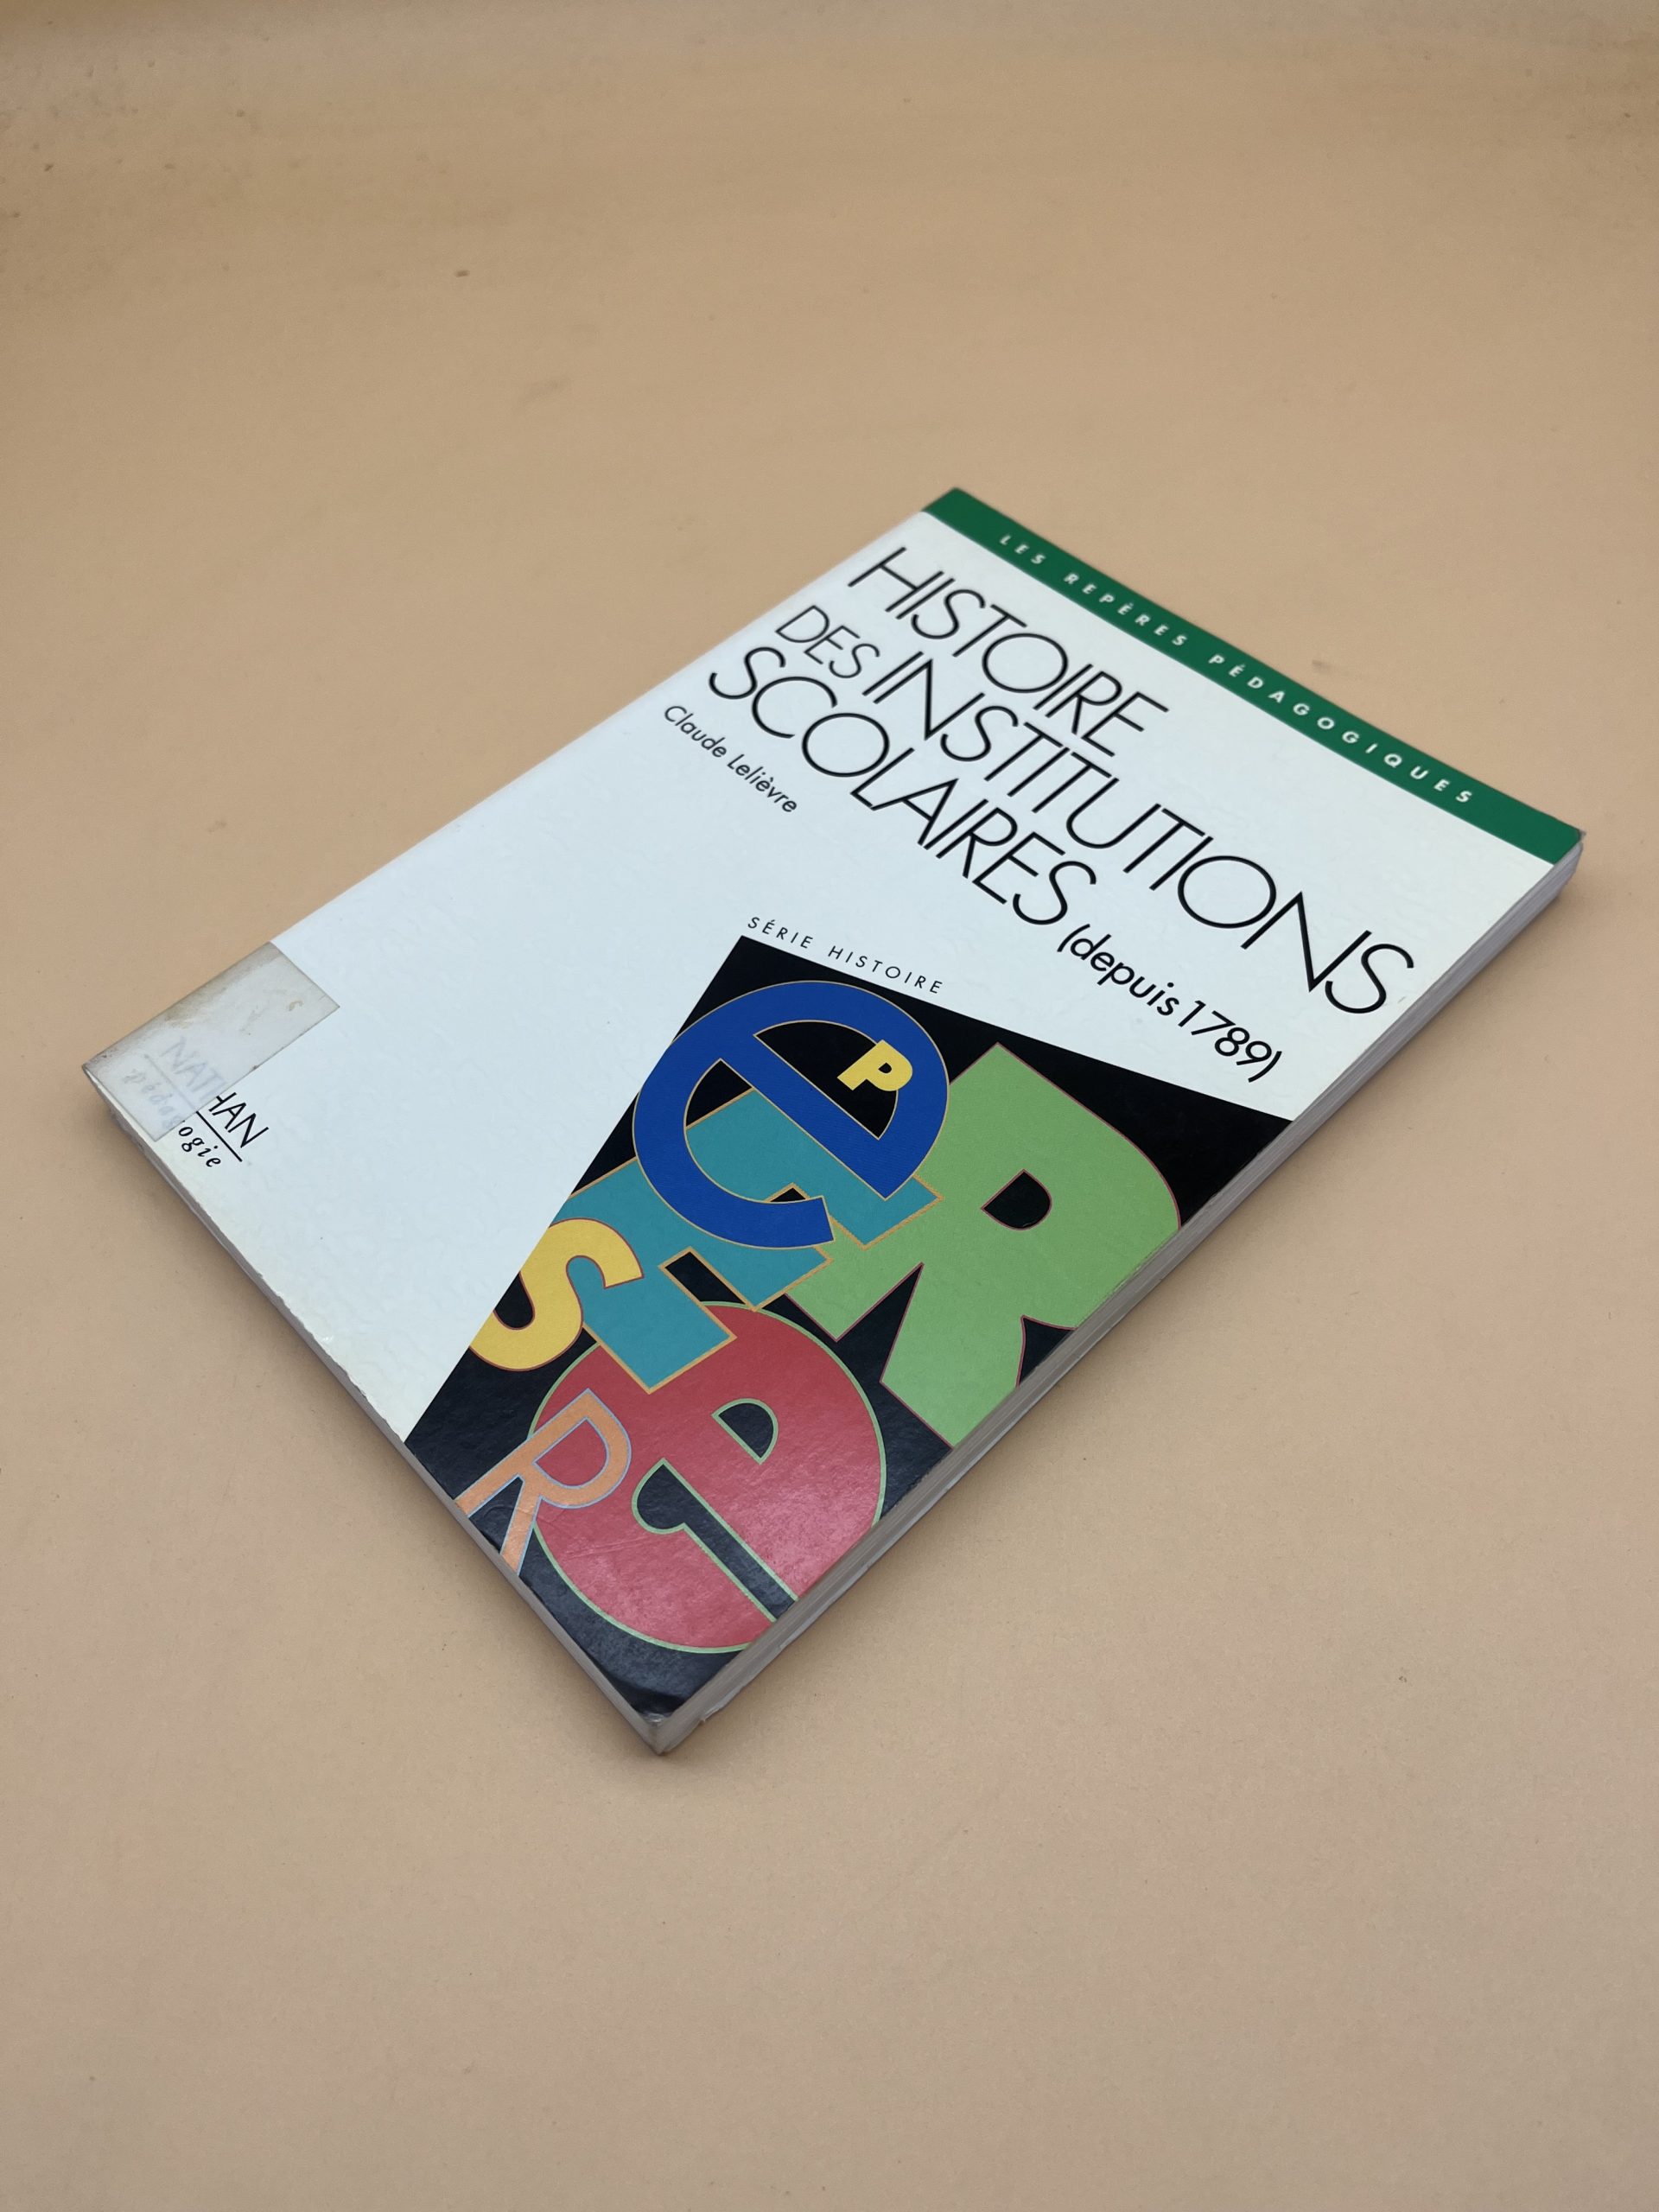 LES REPÈRES PÉDAGOGIQUES
HISTOIRE
DES INSTITUTIONS
SCOLAIRES (depuis 1789)
Claude Lelièvre
SÉRIE HISTOIRE
e
P
R
E
S
e
R
NATHAN
pédagogie